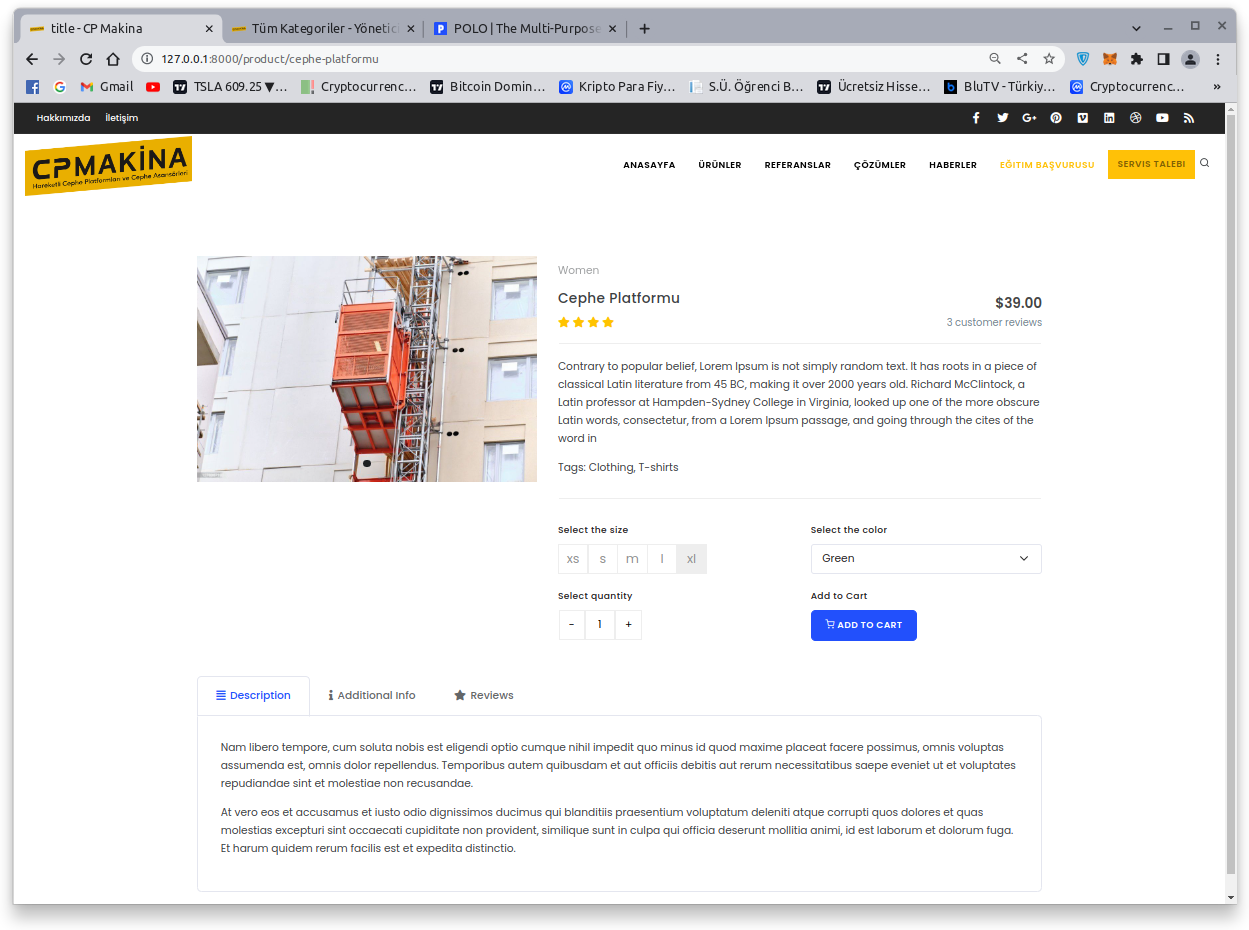 title - CP Makina
Tüm Kategoriler - Yönetic
POLO | The Multi-Purpose
127.0.0.1:8000/product/cephe-platformu
Gmail
TSLA 609.25 ▼...
Cryptocurrenc...
Bitcoin Domin...
Kripto Para Fiy...
S.Ü. Öğrenci B...
Ücretsiz Hisse...
BluTV - Türkiy...
Cryptocurrenc...
»
Hakkımızda İletişim
CPMAKİNA
Hareketli Cephe Platformları ve Cephe Asansörleri
ANASAYFA ÜRÜNLER REFERANSLAR ÇÖZÜMLER HABERLER EĞİTIM BAŞVURUSU SERVIS TALEBI
Women
Cephe Platformu
$39.00
3 customer reviews
Contrary to popular belief, Lorem Ipsum is not simply random text. It has roots in a piece of
classical Latin literature from 45 BC, making it over 2000 years old. Richard McClintock, a
Latin professor at Hampden-Sydney College in Virginia, looked up one of the more obscure
Latin words, consectetur, from a Lorem Ipsum passage, and going through the cites of the
word in
Tags: Clothing, T-shirts
Select the size
xs s m l xl
Select the color
Green
Select quantity
- 1 +
Add to Cart
ADD TO CART
Description Additional Info Reviews
Nam libero tempore, cum soluta nobis est eligendi optio cumque nihil impedit quo minus id quod maxime placeat facere possimus, omnis voluptas
assumenda est, omnis dolor repellendus. Temporibus autem quibusdam et aut officiis debitis aut rerum necessitatibus saepe eveniet ut et voluptates
repudiandae sint et molestiae non recusandae.
At vero eos et accusamus et iusto odio dignissimos ducimus qui blanditiis praesentium voluptatum deleniti atque corrupti quos dolores et quas
molestias excepturi sint occaecati cupiditate non provident, similique sunt in culpa qui officia deserunt mollitia animi, id est laborum et dolorum fuga.
Et harum quidem rerum facilis est et expedita distinctio.